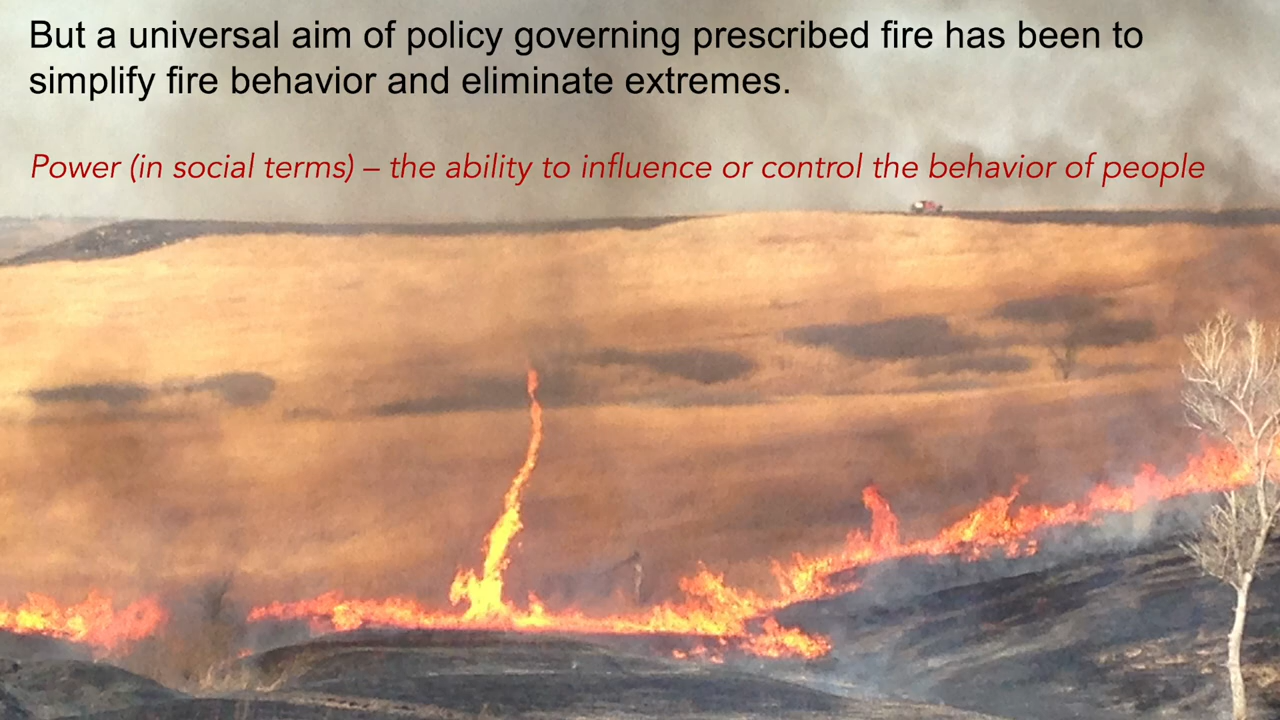 But a universal aim of policy governing prescribed fire has been to
simplify fire behavior and eliminate extremes.
Power (in social terms) – the ability to influence or control the behavior of people